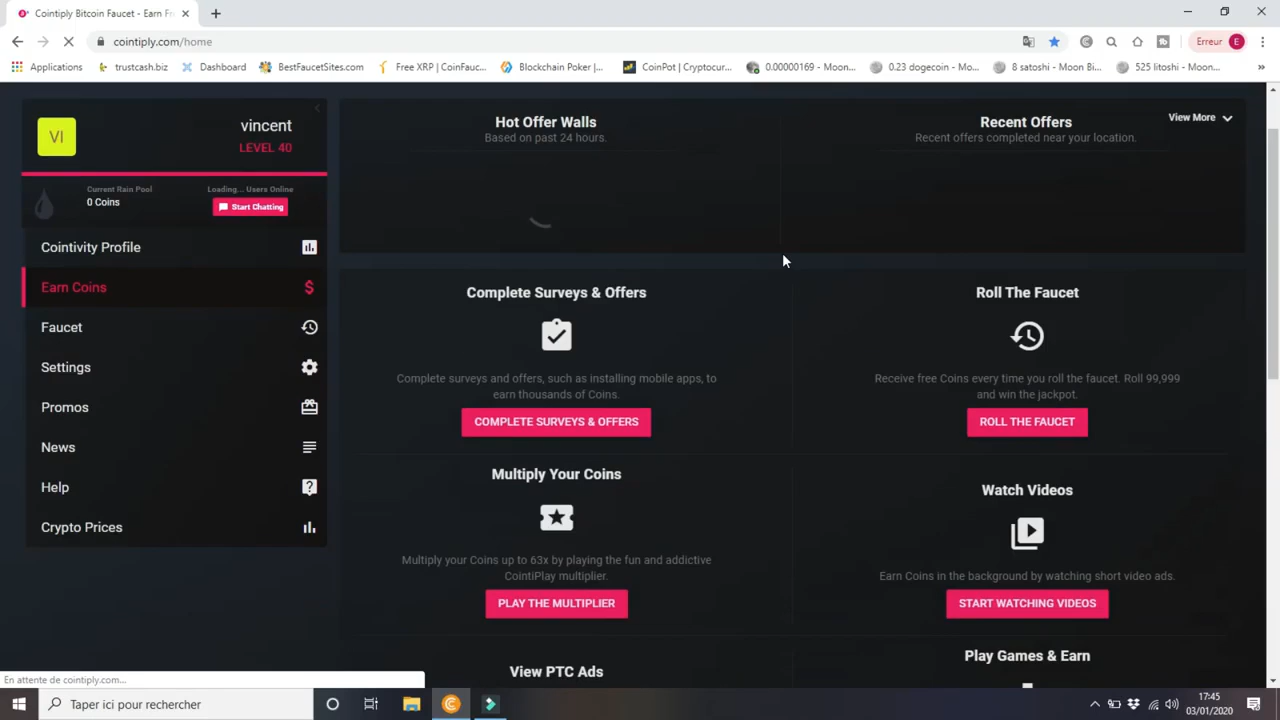 Cointiply Bitcoin Faucet - Earn Fr
cointiply.com/home
Erreur E
Applications
trustcash.biz
Dashboard
BestFaucetSites.com
Free XRP | CoinFauc...
Blockchain Poker |...
CoinPot | Cryptocur...
0.00000169 - Moon...
0.23 dogecoin - Mo...
8 satoshi - Moon Bi...
525 litoshi - Moon...
»
VI
vincent
LEVEL 40
Current Rain Pool
0 Coins
Loading... Users Online
Start Chatting
Cointivity Profile
Earn Coins
Faucet
Settings
Promos
News
Help
Crypto Prices
Hot Offer Walls
Based on past 24 hours.
Recent Offers
Recent offers completed near your location.
View More
Complete Surveys & Offers
Complete surveys and offers, such as installing mobile apps, to
earn thousands of Coins.
COMPLETE SURVEYS & OFFERS
Roll The Faucet
Receive free Coins every time you roll the faucet. Roll 99,999
and win the jackpot.
ROLL THE FAUCET
Multiply Your Coins
Multiply your Coins up to 63x by playing the fun and addictive
CointiPlay multiplier.
PLAY THE MULTIPLIER
Watch Videos
Earn Coins in the background by watching short video ads.
START WATCHING VIDEOS
View PTC Ads
Play Games & Earn
En attente de cointiply.com...
Taper ici pour rechercher
17:45
03/01/2020